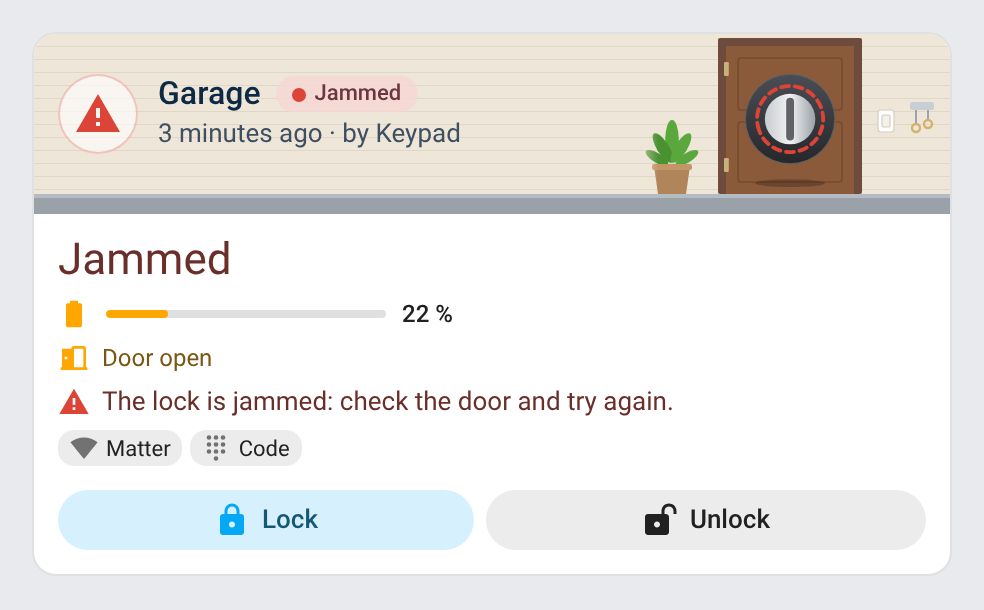 Garage Jammed
3 minutes ago · by Keypad
Jammed
22 %
Door open
The lock is jammed: check the door and try again.
Matter Code
Lock Unlock